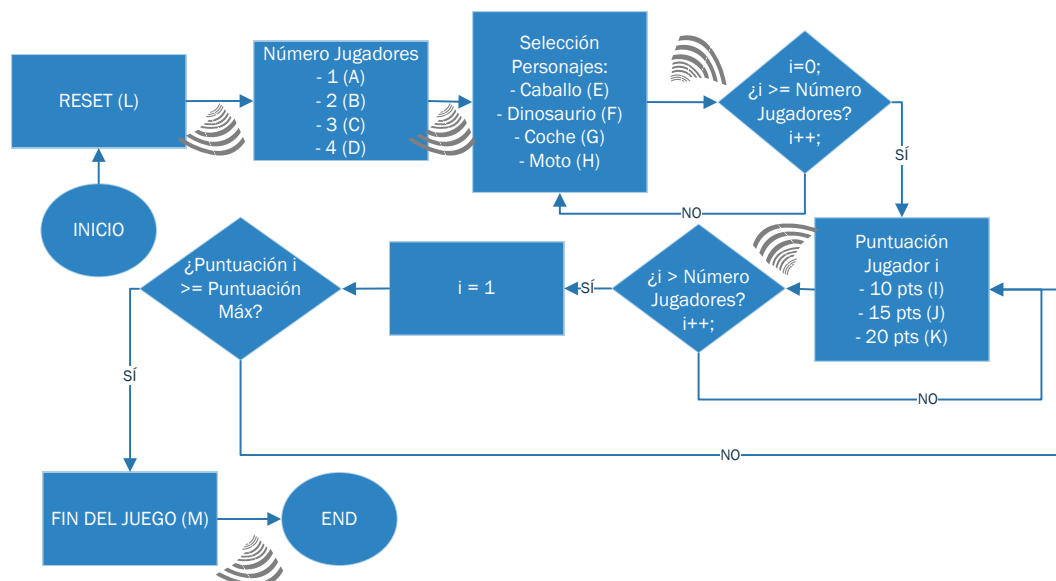 INICIO
RESET (L)
Número Jugadores
- 1 (A)
- 2 (B)
- 3 (C)
- 4 (D)
Selección
Personajes:
- Caballo (E)
- Dinosaurio (F)
- Coche (G)
- Moto (H)
i=0;
¿i >= Número
Jugadores?
i++;
NO
SÍ
Puntuación
Jugador i
- 10 pts (I)
- 15 pts (J)
- 20 pts (K)
¿i > Número
Jugadores?
i++;
NO
SÍ
i = 1
¿Puntuación i
>= Puntuación
Máx?
NO
SÍ
FIN DEL JUEGO (M)
END